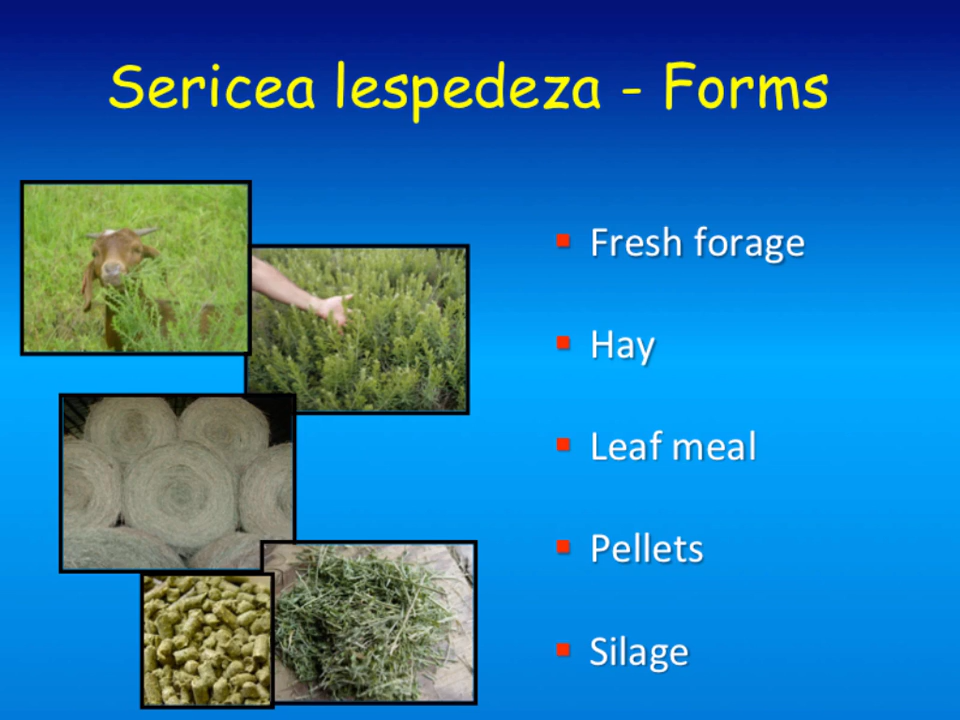 Sericea lespedeza - Forms
Fresh forage
Hay
Leaf meal
Pellets
Silage